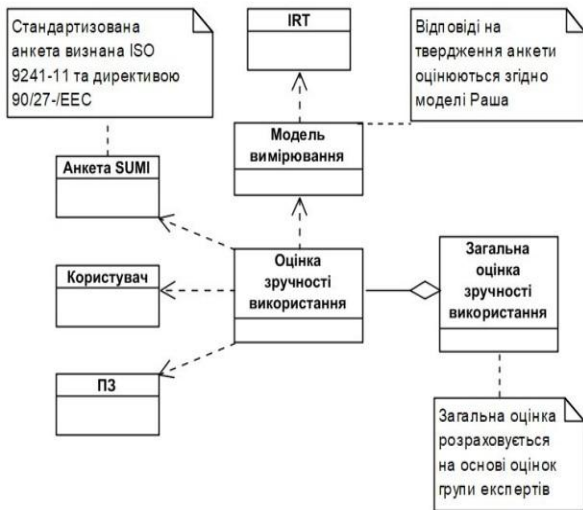 Стандартизована
анкета визнана ISO
9241-11 та директивою
90/27-/EEC
IRT
Відповіді на
твердження анкети
оцінюються згідно
моделі Раша
Модель
вимірювання
Анкета SUMI
Оцінка
зручності
використання
Загальна
оцінка
зручності
використання
Користувач
ПЗ
Загальна оцінка
розраховується
на основі оцінок
групи експертів